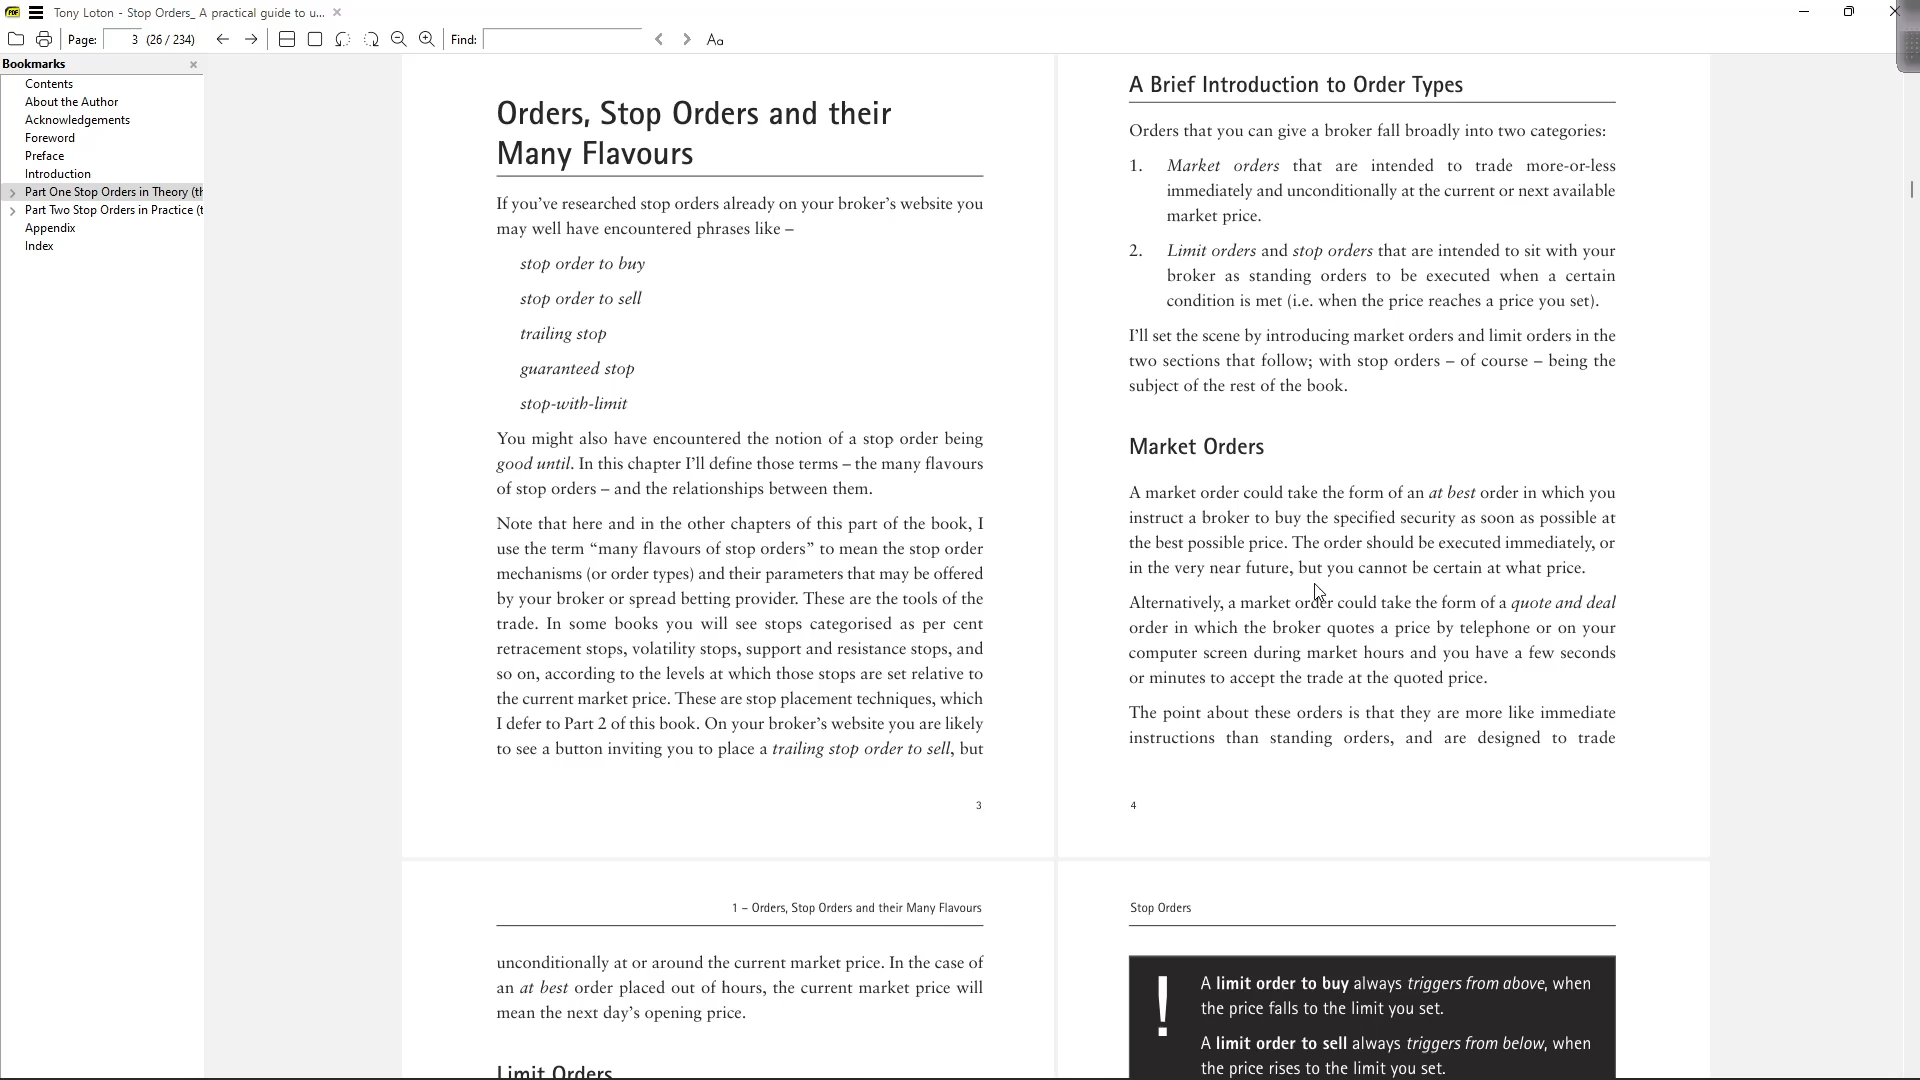 Tony Loton - Stop Orders_ A practical guide to u...
Page: 3 (26 / 234)
Find:
Aa
Bookmarks
Contents
About the Author
Acknowledgements
Foreword
Preface
Introduction
Part One Stop Orders in Theory (th
Part Two Stop Orders in Practice (t
Appendix
Index
Orders, Stop Orders and their
Many Flavours
If you've researched stop orders already on your broker's website you
may well have encountered phrases like –
stop order to buy
stop order to sell
trailing stop
guaranteed stop
stop-with-limit
You might also have encountered the notion of a stop order being
good until. In this chapter I'll define those terms – the many flavours
of stop orders – and the relationships between them.
Note that here and in the other chapters of this part of the book, I
use the term “many flavours of stop orders” to mean the stop order
mechanisms (or order types) and their parameters that may be offered
by your broker or spread betting provider. These are the tools of the
trade. In some books you will see stops categorised as per cent
retracement stops, volatility stops, support and resistance stops, and
so on, according to the levels at which those stops are set relative to
the current market price. These are stop placement techniques, which
I defer to Part 2 of this book. On your broker's website you are likely
to see a button inviting you to place a trailing stop order to sell, but
3
A Brief Introduction to Order Types
Orders that you can give a broker fall broadly into two categories:
1. Market orders that are intended to trade more-or-less
immediately and unconditionally at the current or next available
market price.
2. Limit orders and stop orders that are intended to sit with your
broker as standing orders to be executed when a certain
condition is met (i.e. when the price reaches a price you set).
I'll set the scene by introducing market orders and limit orders in the
two sections that follow; with stop orders – of course – being the
subject of the rest of the book.
Market Orders
A market order could take the form of an at best order in which you
instruct a broker to buy the specified security as soon as possible at
the best possible price. The order should be executed immediately, or
in the very near future, but you cannot be certain at what price.
Alternatively, a market order could take the form of a quote and deal
order in which the broker quotes a price by telephone or on your
computer screen during market hours and you have a few seconds
or minutes to accept the trade at the quoted price.
The point about these orders is that they are more like immediate
instructions than standing orders, and are designed to trade
4
1 – Orders, Stop Orders and their Many Flavours
unconditionally at or around the current market price. In the case of
an at best order placed out of hours, the current market price will
mean the next day's opening price.
Limit Orders
Stop Orders
!
A limit order to buy always triggers from above, when
the price falls to the limit you set.
A limit order to sell always triggers from below, when
the price rises to the limit you set.